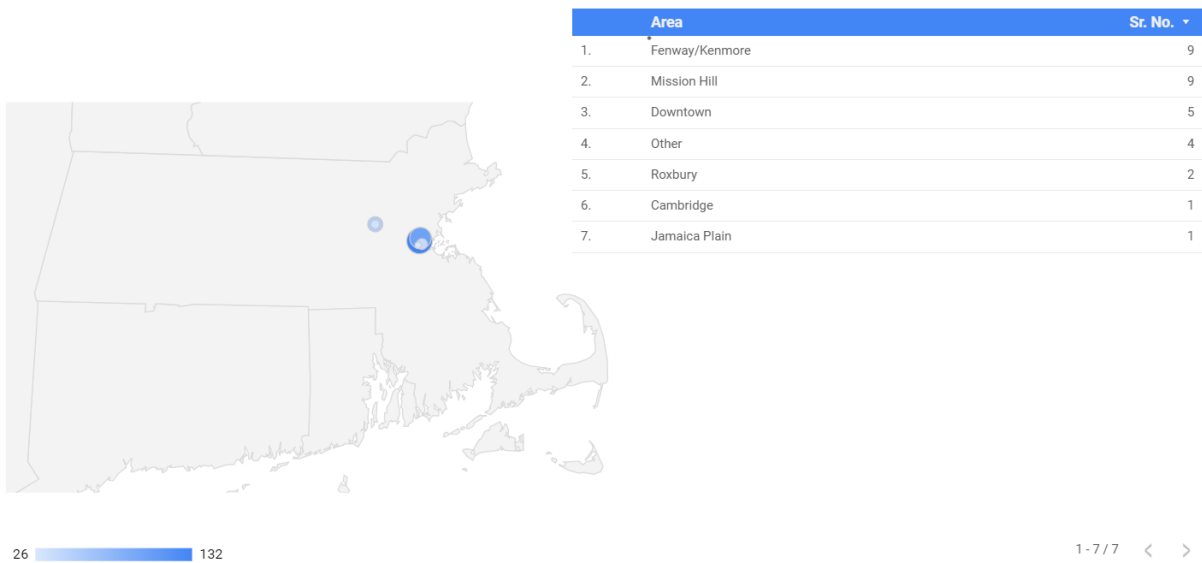 Area Sr. No.
1. Fenway/Kenmore 9
2. Mission Hill 9
3. Downtown 5
4. Other 4
5. Roxbury 2
6. Cambridge 1
7. Jamaica Plain 1
26 132
1 - 7 / 7